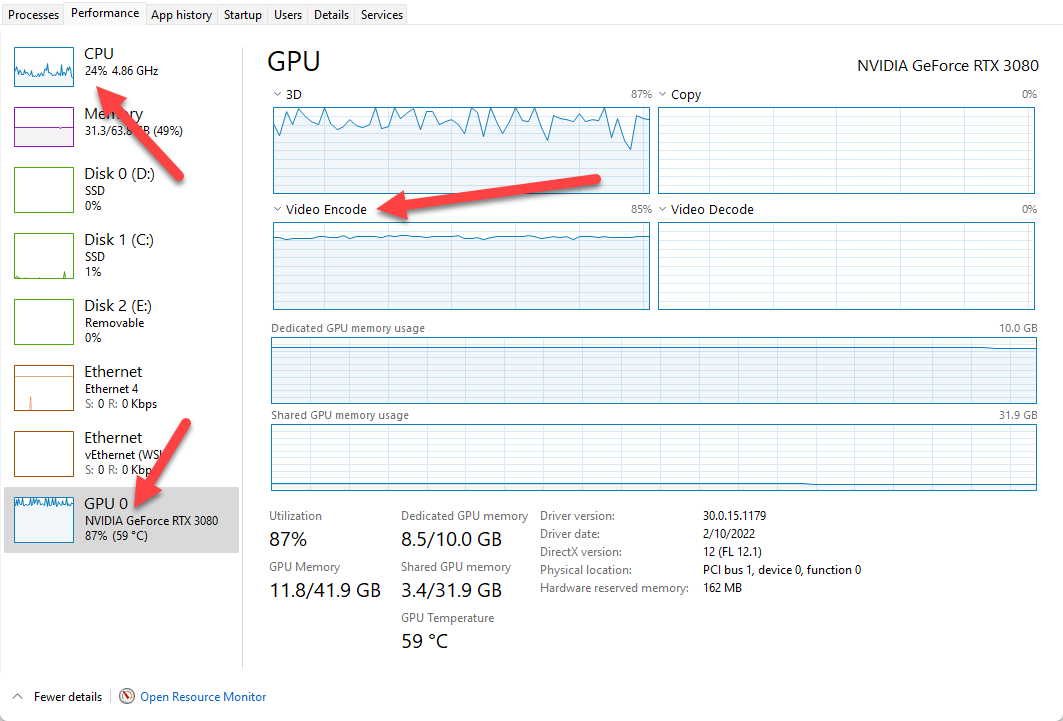 Processes Performance App history Startup Users Details Services
CPU
24% 4.86 GHz
Memory
31.3/63.8 GB (49%)
Disk 0 (D:)
SSD
0%
Disk 1 (C:)
SSD
1%
Disk 2 (E:)
Removable
0%
Ethernet
Ethernet 4
S: 0 R: 0 Kbps
Ethernet
vEthernet (WSL
S: 0 R: 0 Kbps
GPU 0
NVIDIA GeForce RTX 3080
87% (59 °C)
GPU
NVIDIA GeForce RTX 3080
3D 87%
Copy 0%
Video Encode 85%
Video Decode 0%
Dedicated GPU memory usage 10.0 GB
Shared GPU memory usage 31.9 GB
Utilization
87%
Dedicated GPU memory
8.5/10.0 GB
GPU Memory
11.8/41.9 GB
Shared GPU memory
3.4/31.9 GB
GPU Temperature
59 °C
Driver version: 30.0.15.1179
Driver date: 2/10/2022
DirectX version: 12 (FL 12.1)
Physical location: PCI bus 1, device 0, function 0
Hardware reserved memory: 162 MB
Fewer details Open Resource Monitor